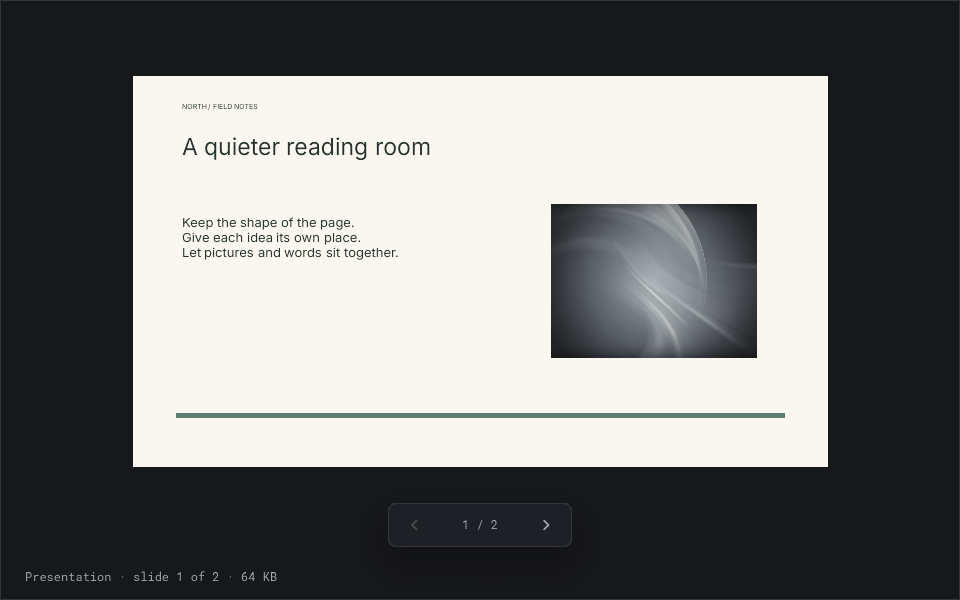 NORTH / FIELD NOTES
A quieter reading room
Keep the shape of the page.
Give each idea its own place.
Let pictures and words sit together.
1 / 2
Presentation · slide 1 of 2 · 64 KB